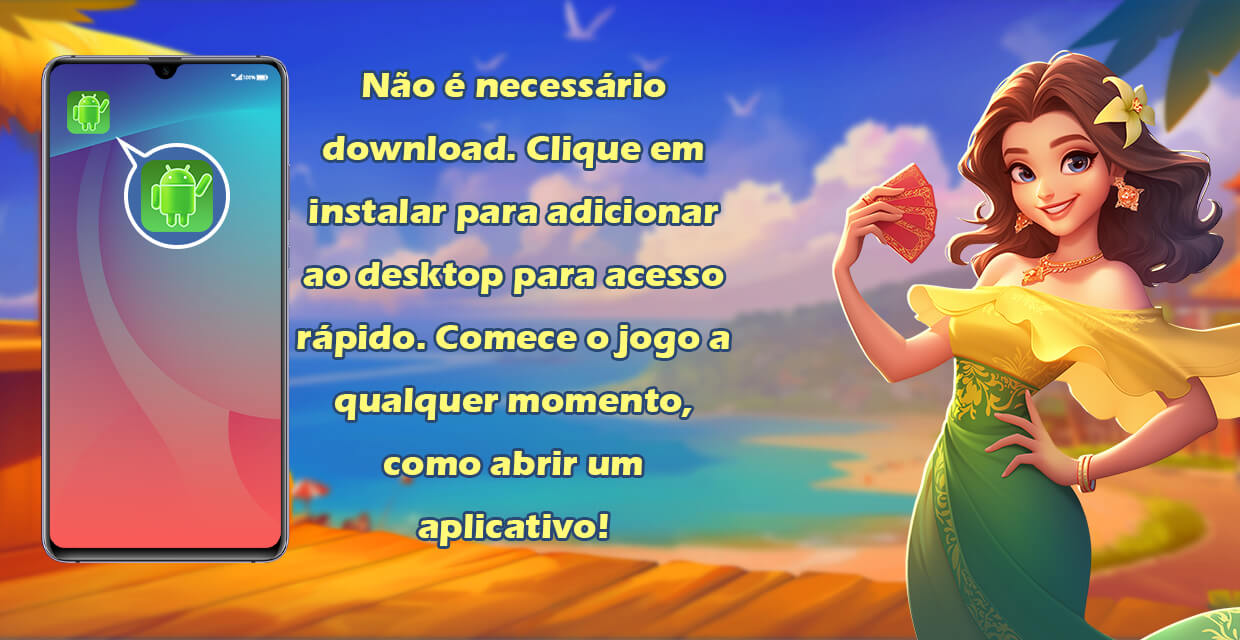 Não é necessário
download. Clique em
instalar para adicionar
ao desktop para acesso
rápido. Comece o jogo a
qualquer momento,
como abrir um
aplicativo!
100%